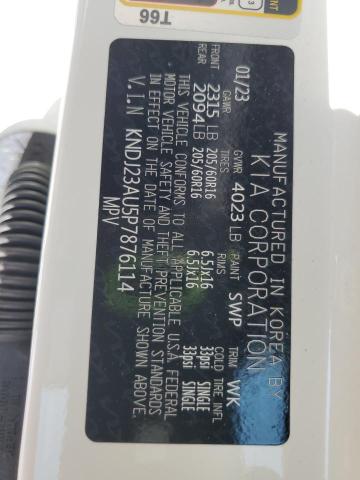 MANUFACTURED IN KOREA BY
KIA CORPORATION
01/23 GVWR 4023 LB PAINT SWP TRIM WK
GAWR TIRES RIMS COLD TIRE INFL
FRONT 2315 LB 205/60R16 6.5Jx16 33psi SINGLE
REAR 2094 LB 205/60R16 6.5Jx16 33psi SINGLE
THIS VEHICLE CONFORMS TO ALL APPLICABLE U.S.A. FEDERAL
MOTOR VEHICLE SAFETY AND THEFT PREVENTION STANDARDS
IN EFFECT ON THE DATE OF MANUFACTURE SHOWN ABOVE.
V.I.N KNDJ23AU5P7876114
MPV
T66